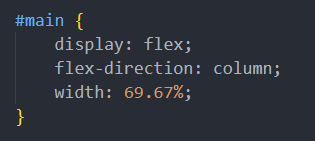 #main {
    display: flex;
    flex-direction: column;
    width: 69.67%;
}